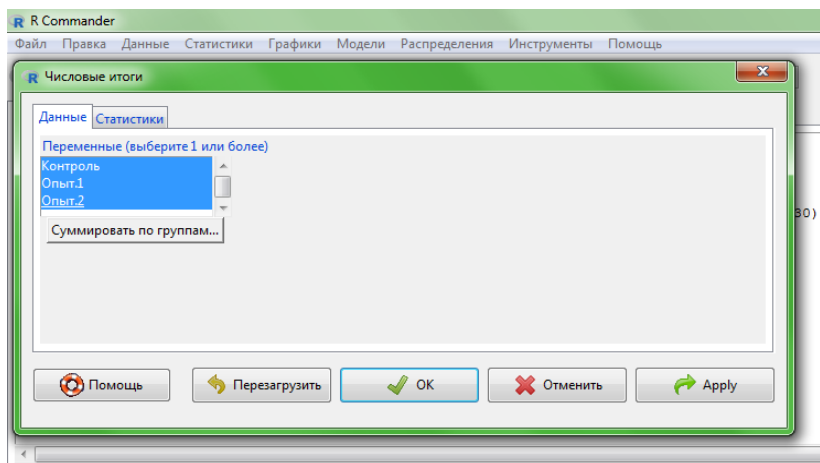 R Commander
Файл Правка Данные Статистики Графики Модели Распределения Инструменты Помощь
Числовые итоги
Данные Статистики
Переменные (выберите 1 или более)
Контроль
Опыт.1
Опыт.2
30)
Суммировать по группам...
Помощь Перезагрузить OK Отменить Apply